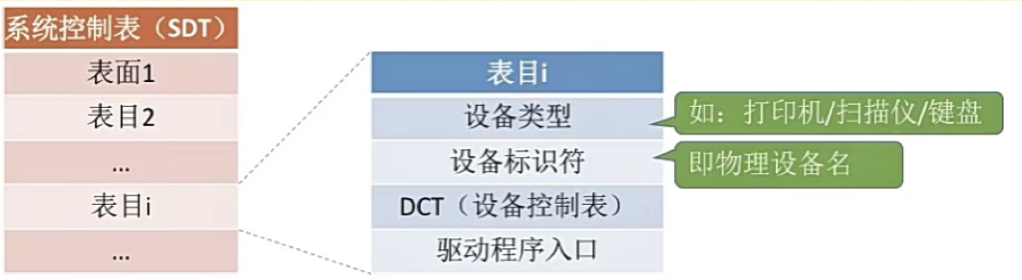 系统控制表（SDT）
表面1
表目2
...
表目i
...
表目i
设备类型
设备标识符
DCT（设备控制表）
驱动程序入口
如：打印机/扫描仪/键盘
即物理设备名